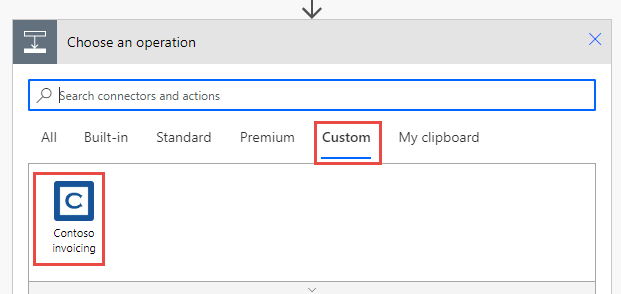 Choose an operation
Search connectors and actions
All Built-in Standard Premium Custom My clipboard
C
Contoso
invoicing